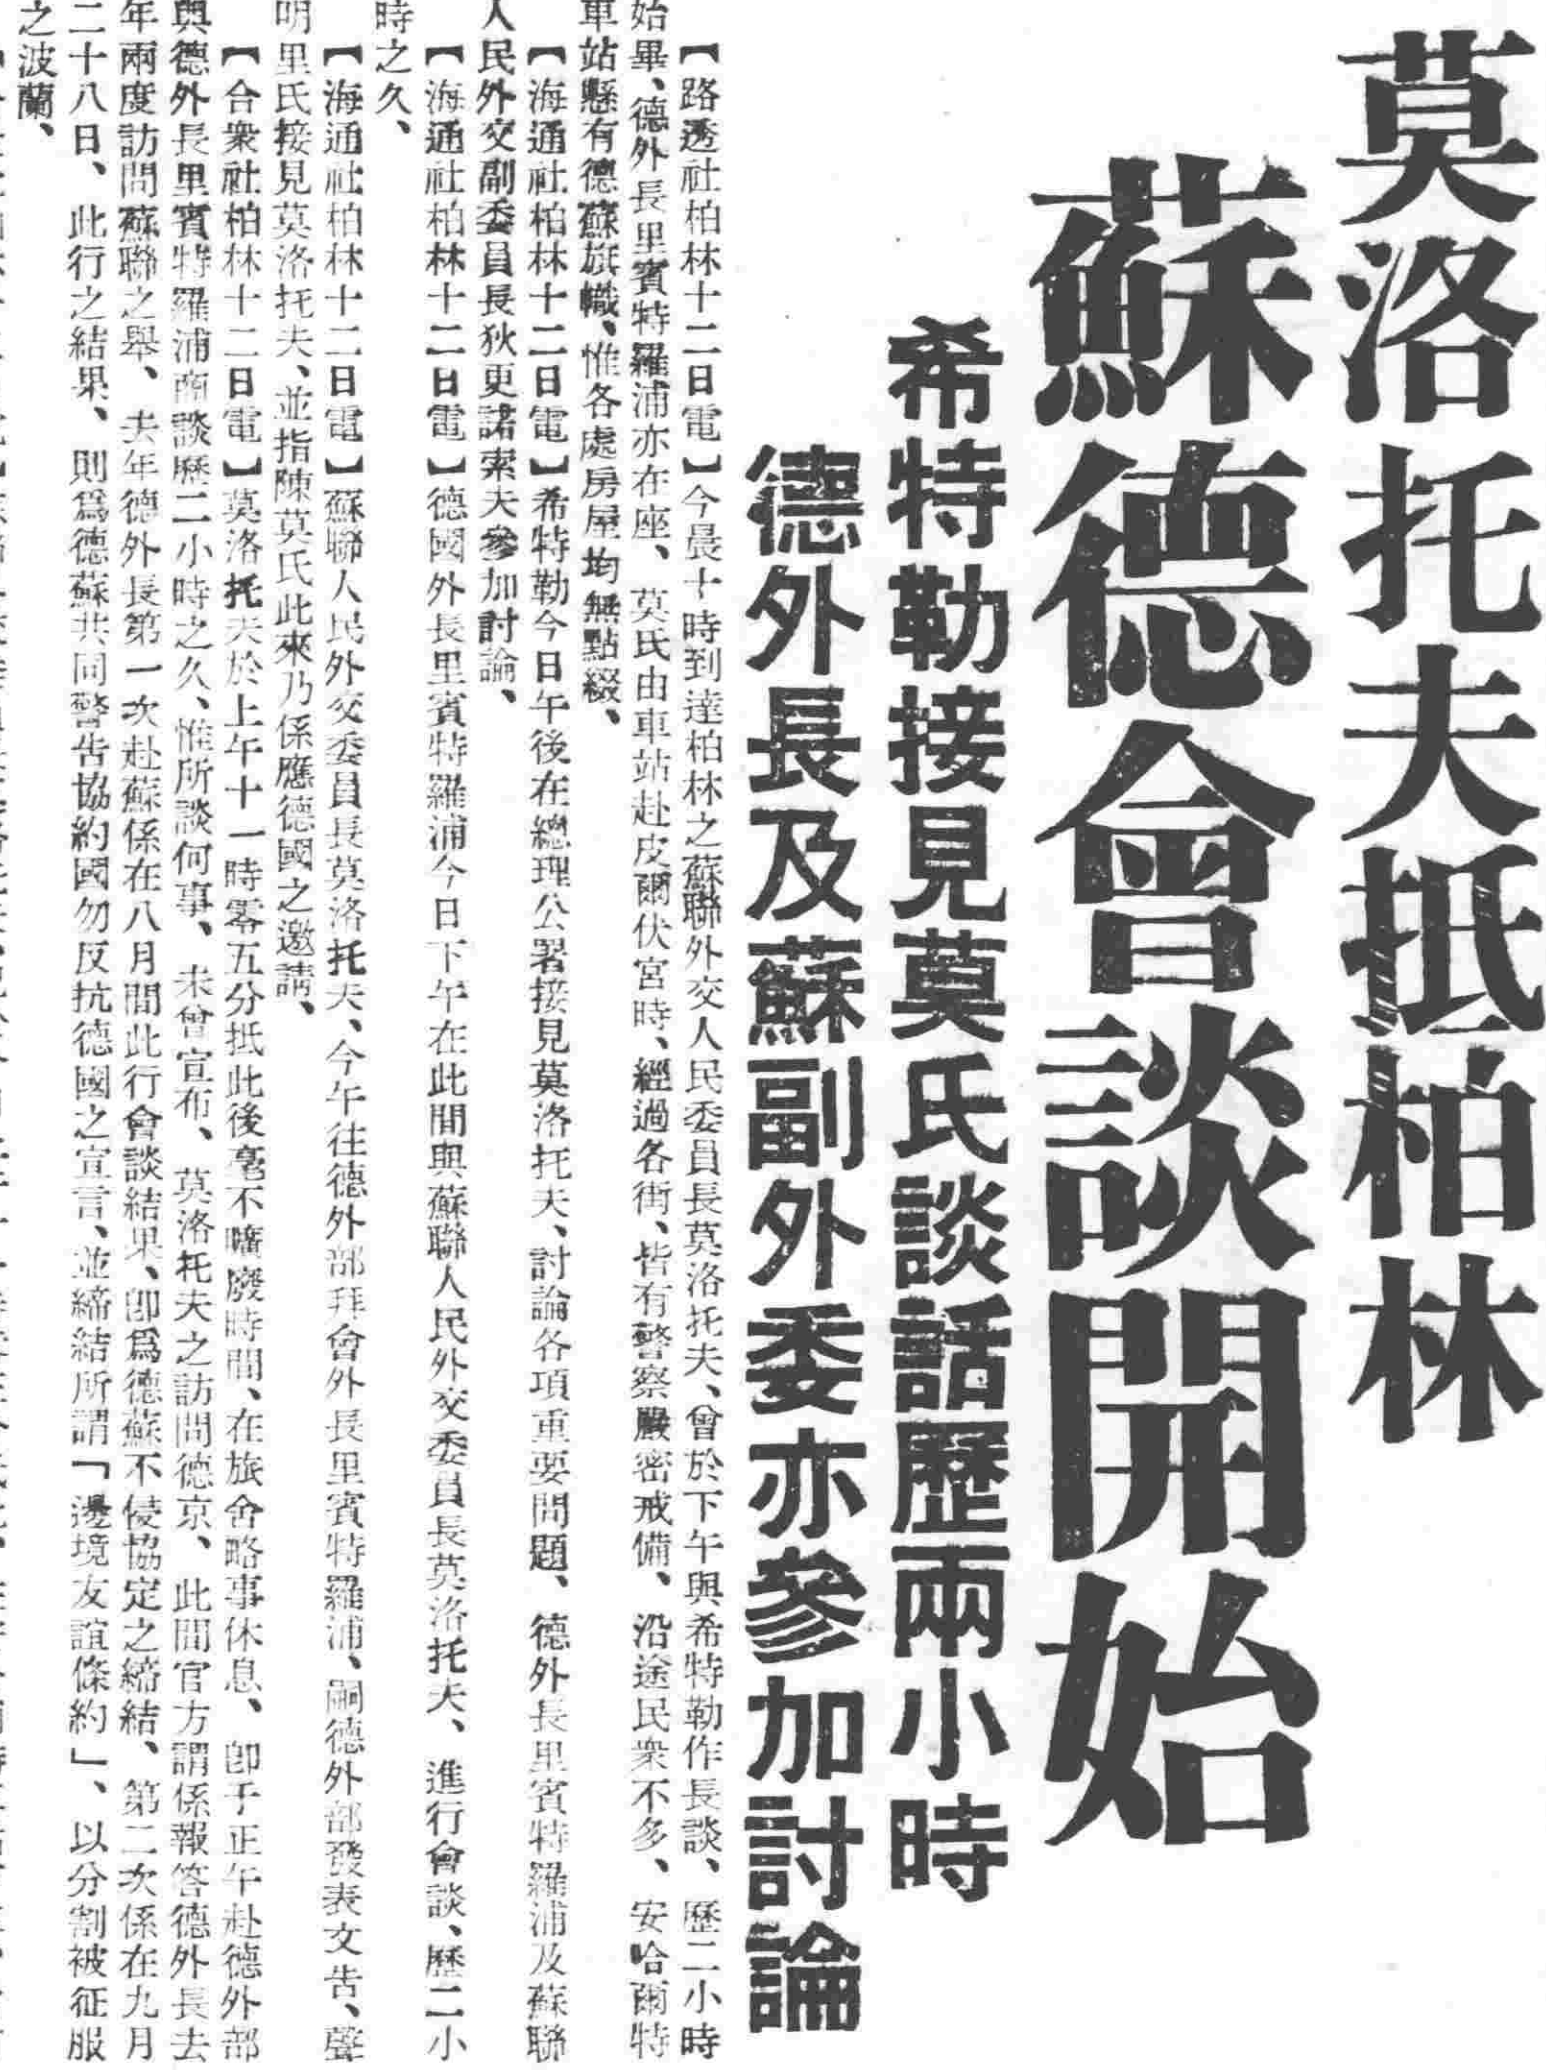 莫洛托夫抵柏林
蘇德會談開始
希特勒接見莫氏談話歷兩小時
德外長及蘇副外委亦參加討論
【路透社柏林十二日電】今晨十時到達柏林之蘇聯外交人民委員長莫洛托夫、曾於下午與希特勒作長談、歷二小時
始畢、德外長里賓特羅浦亦在座、莫氏由車站赴皮爾伏宮時、經過各街、皆有警察嚴密戒備、沿途民衆不多、安哈爾特
車站懸有德蘇旗幟、惟各處房屋均無點綴、
【海通社柏林十二日電】希特勒今日午後在總理公署接見莫洛托夫、討論各項重要問題、德外長里賓特羅浦及蘇聯
人民外交副委員長狄更諾索夫參加討論、
【海通社柏林十二日電】德國外長里賓特羅浦今日下午在此間與蘇聯人民外交委員長莫洛托夫、進行會談、歷二小
時之久、
【海通社柏林十二日電】蘇聯人民外交委員長莫洛托夫、今午往德外部拜會外長里賓特羅浦、嗣德外部發表文告、聲
明里氏接見莫洛托夫、並指陳莫氏此來乃係應德國之邀請、
【合衆社柏林十二日電】莫洛托夫於上午十一時零五分抵此後毫不曠廢時間、在旅舍略事休息、卽于正午赴德外部
與德外長里賓特羅浦商談歷二小時之久、惟所談何事、未曾宣布、莫洛托夫之訪問德京、此間官方謂係報答德外長去
年兩度訪問蘇聯之舉、去年德外長第一次赴蘇係在八月間此行會談結果、卽爲德蘇不侵協定之締結、第二次係在九月
二十八日、此行之結果、則爲德蘇共同警告協約國勿反抗德國之宣言、並締結所謂「邊境友誼條約」、以分割被征服
之波蘭、